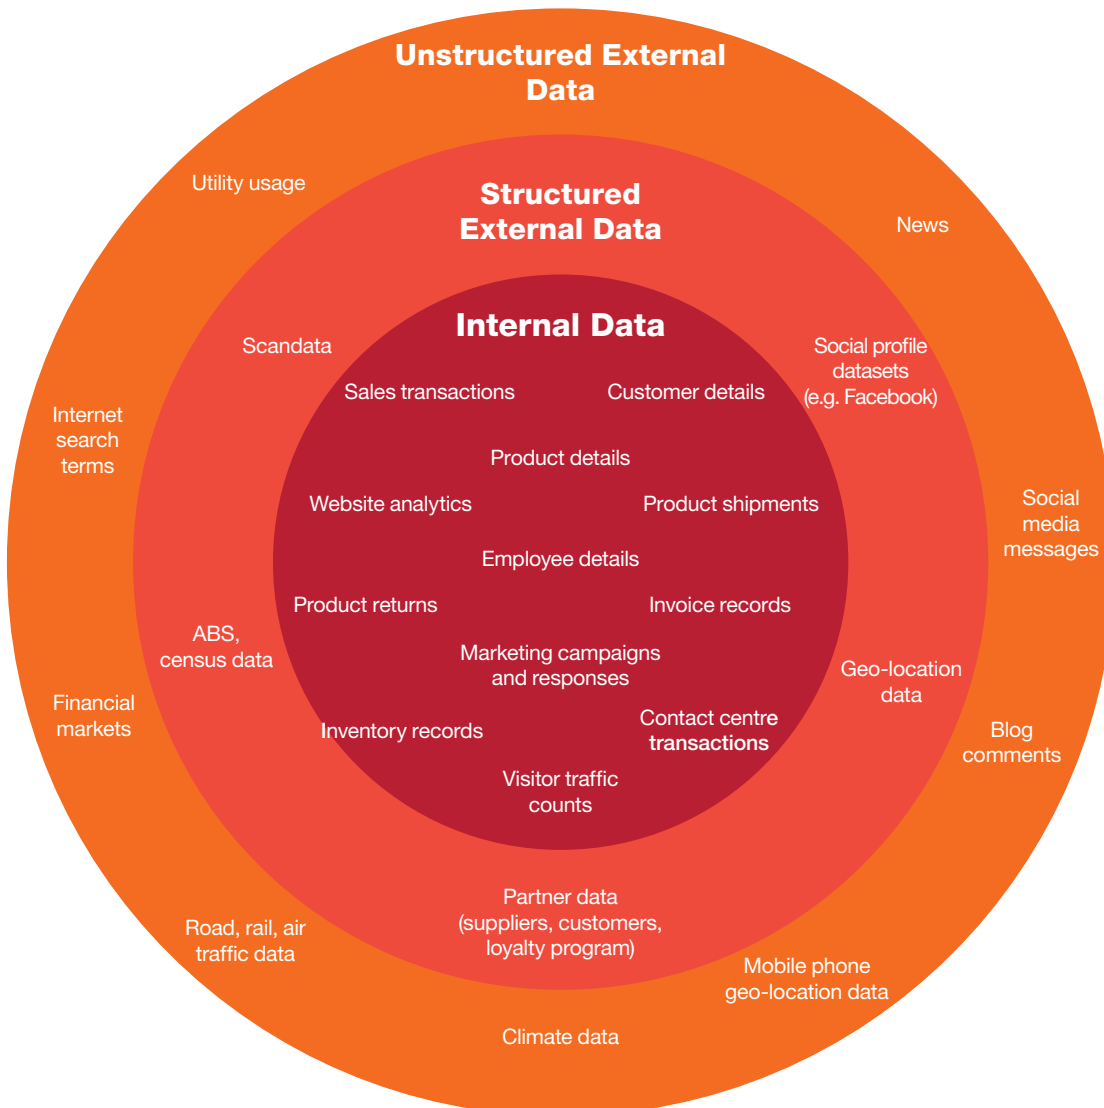 Unstructured External
Data
Utility usage
News
Structured
External Data
Internal Data
Scandata
Social profile
datasets
(e.g. Facebook)
Sales transactions
Customer details
Internet
search
terms
Product details
Website analytics
Product shipments
Social
media
messages
Employee details
Product returns
Invoice records
ABS,
census data
Marketing campaigns
and responses
Geo-location
data
Financial
markets
Inventory records
Contact centre
transactions
Blog
comments
Visitor traffic
counts
Partner data
(suppliers, customers,
loyalty program)
Road, rail, air
traffic data
Mobile phone
geo-location data
Climate data